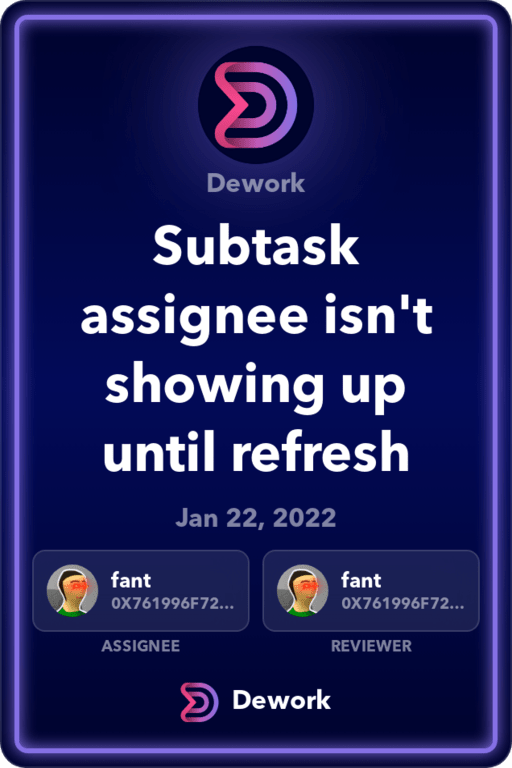 Dework
Subtask
assignee isn't
showing up
until refresh
Jan 22, 2022
fant
0X761996F72...
ASSIGNEE
fant
0X761996F72...
REVIEWER
Dework